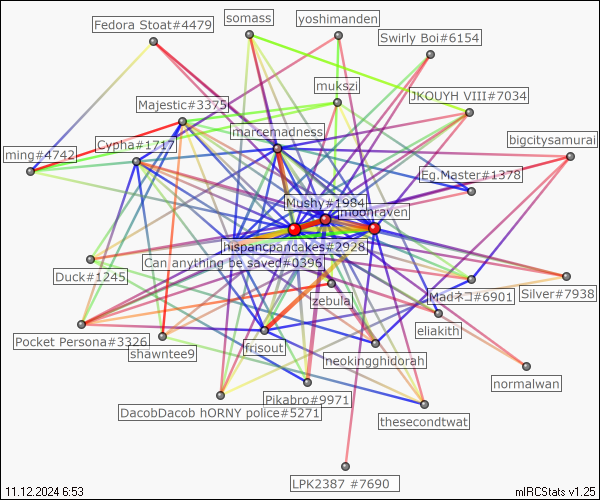 somass
yoshimanden
Fedora Stoat#4479
Swirly Boi#6154
mukszi
JKOUYH VIII#7034
Majestic#3375
marcemadness
bigcitysamurai
Cypha#1717
ming#4742
Eg.Master#1378
Mushy#1984
moonraven
hispancpancakes#2928
Can anything be saved#0396
Duck#1245
Madネコ#6901
Silver#7938
zebula
eliakith
Pocket Persona#3326
frisout
shawntee9
neokingghidorah
normalwan
Pikabro#9971
DacobDacob hORNY police#5271
thesecondtwat
LPK2387 #7690
11.12.2024 6:53
mIRCStats v1.25